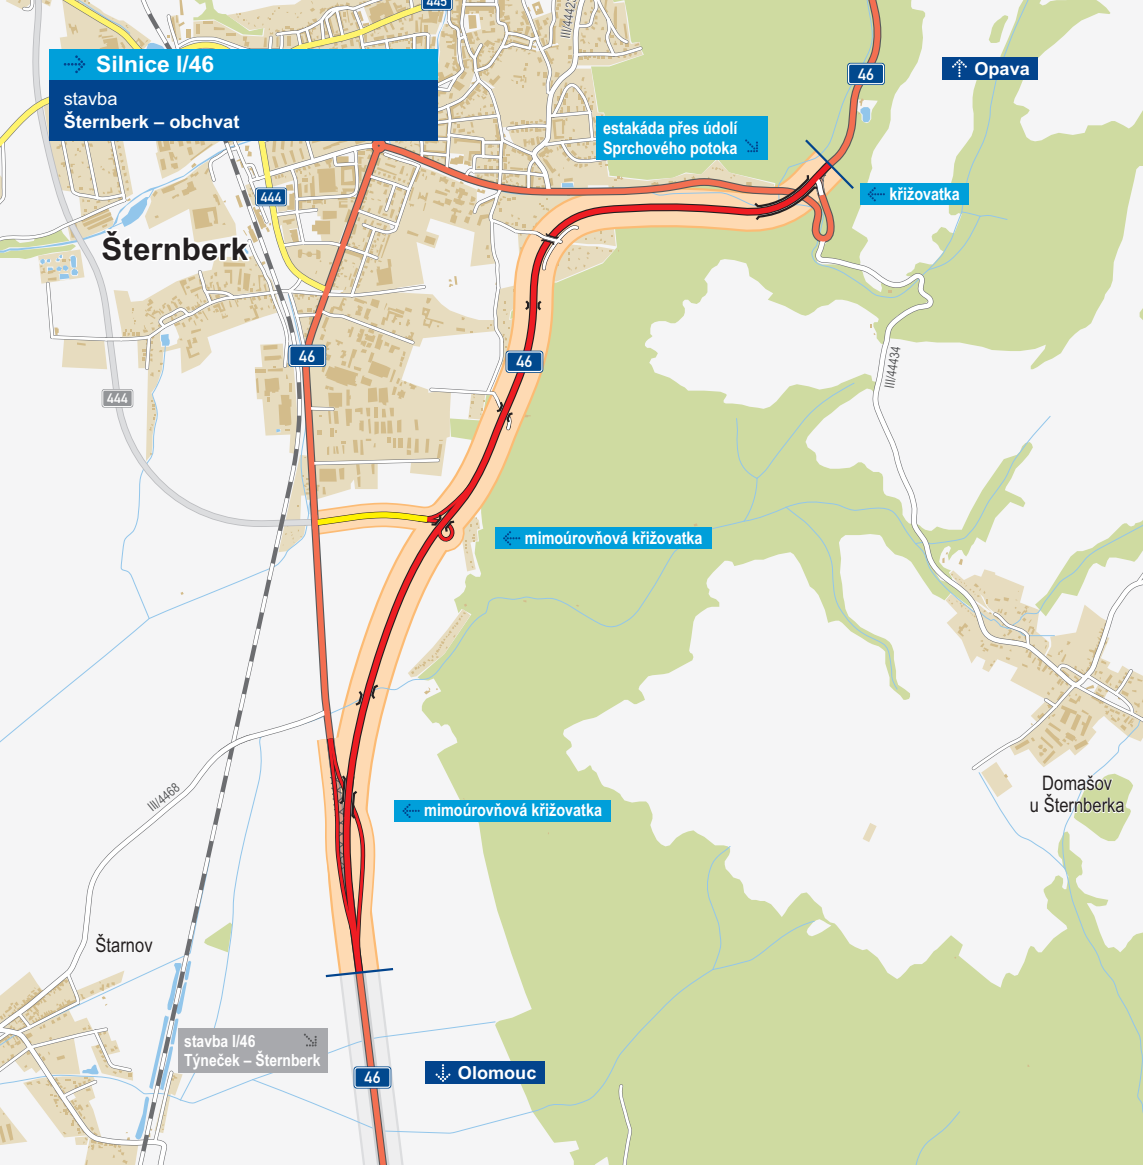 445
III/4442
Silnice I/46
stavba
Šternberk – obchvat
46
Opava
estakáda přes údolí
Sprchového potoka
křižovatka
444
Šternberk
46
46
444
III/44434
mimoúrovňová křižovatka
Domašov
u Šternberka
III/4468
mimoúrovňová křižovatka
Štarnov
stavba I/46
Týneček – Šternberk
46
Olomouc